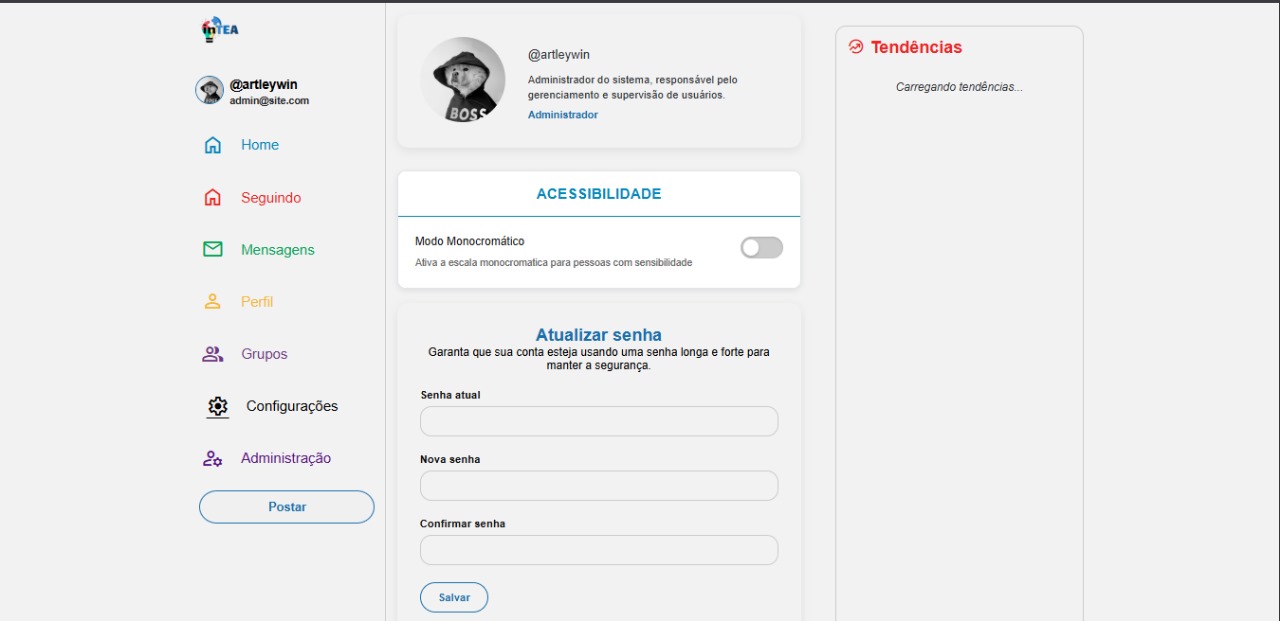 inTEA
@artleywin
admin@site.com
Home
Seguindo
Mensagens
Perfil
Grupos
Configurações
Administração
Postar
@artleywin
Administrador do sistema, responsável pelo
gerenciamento e supervisão de usuários.
Administrador
BOSS
ACESSIBILIDADE
Modo Monocromático
Ativa a escala monocromatica para pessoas com sensibilidade
Atualizar senha
Garanta que sua conta esteja usando uma senha longa e forte para
manter a segurança.
Senha atual
Nova senha
Confirmar senha
Salvar
Tendências
Carregando tendências...